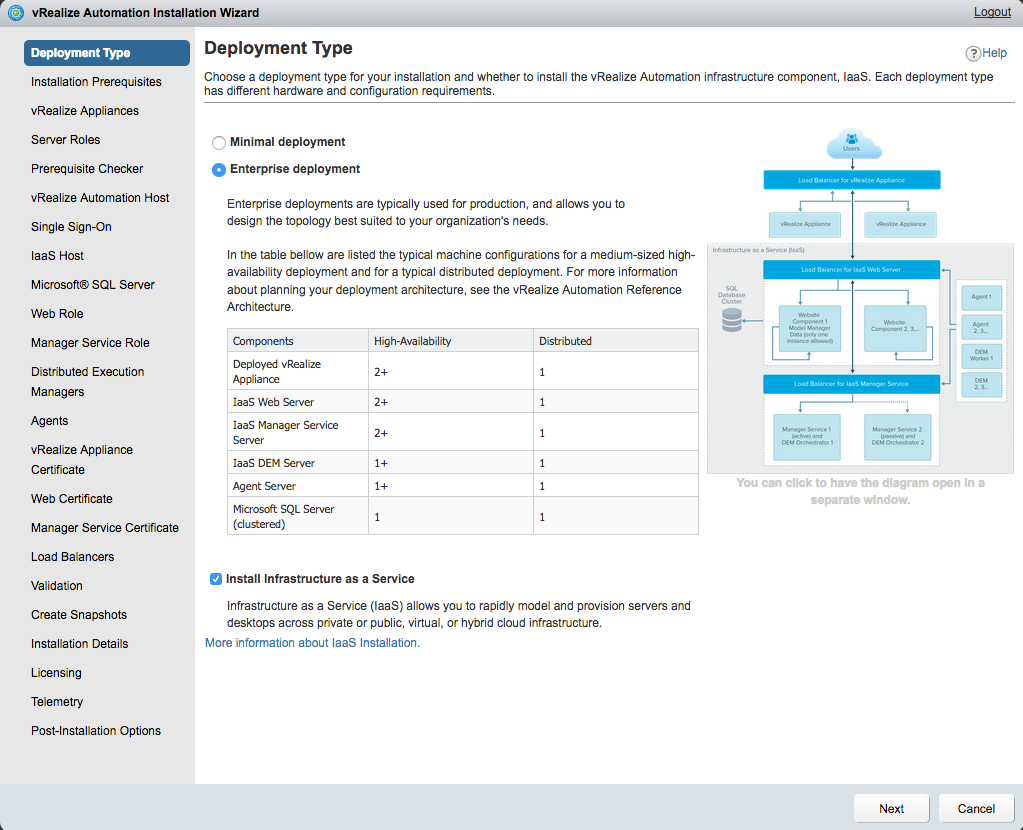 vRealize Automation Installation Wizard
Logout
Deployment Type
Installation Prerequisites
vRealize Appliances
Server Roles
Prerequisite Checker
vRealize Automation Host
Single Sign-On
IaaS Host
Microsoft® SQL Server
Web Role
Manager Service Role
Distributed Execution
Managers
Agents
vRealize Appliance
Certificate
Web Certificate
Manager Service Certificate
Load Balancers
Validation
Create Snapshots
Installation Details
Licensing
Telemetry
Post-Installation Options
Deployment Type
? Help
Choose a deployment type for your installation and whether to install the vRealize Automation infrastructure component, IaaS. Each deployment type
has different hardware and configuration requirements.
Minimal deployment
Enterprise deployment
Enterprise deployments are typically used for production, and allows you to
design the topology best suited to your organization's needs.
In the table bellow are listed the typical machine configurations for a medium-sized high-
availability deployment and for a typical distributed deployment. For more information
about planning your deployment architecture, see the vRealize Automation Reference
Architecture.
Components High-Availability Distributed
Deployed vRealize
Appliance 2+ 1
IaaS Web Server 2+ 1
IaaS Manager Service
Server 2+ 1
IaaS DEM Server 1+ 1
Agent Server 1+ 1
Microsoft SQL Server
(clustered) 1 1
Install Infrastructure as a Service
Infrastructure as a Service (IaaS) allows you to rapidly model and provision servers and
desktops across private or public, virtual, or hybrid cloud infrastructure.
More information about IaaS Installation.
Users
Load Balancer for vRealize Appliance
vRealize Appliance
vRealize Appliance
Infrastructure as a Service (IaaS)
Load Balancer for IaaS Web Server
SQL
Database
Cluster
Website
Component 1
Model Manager
Data (only one
instance allowed)
Website
Component 2, 3,...
Agent 1
Agent
2, 3...
DEM
Worker 1
DEM
2, 3...
Load Balancer for IaaS Manager Service
Manager Service 1
(active) and
DEM Orchestrator 1
Manager Service 2
(passive) and
DEM Orchestrator 2
You can click to have the diagram open in a
separate window.
Next
Cancel